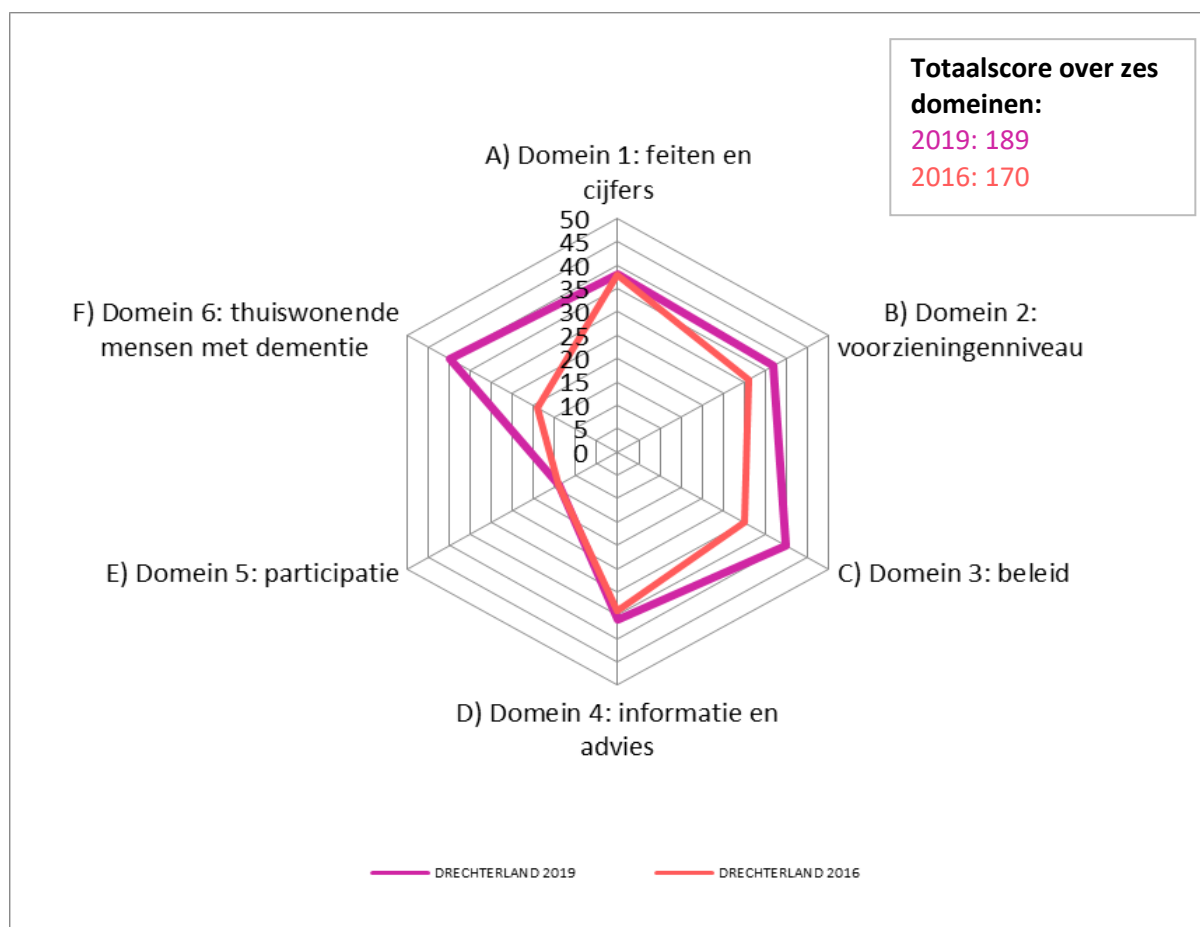 Totaalscore over zes
domeinen:
2019: 189
2016: 170
A) Domein 1: feiten en
cijfers
50
45
40
35
30
25
20
15
10
5
0
B) Domein 2:
voorzieningenniveau
C) Domein 3: beleid
D) Domein 4: informatie en
advies
E) Domein 5: participatie
F) Domein 6: thuiswonende
mensen met dementie
DRECHTERLAND 2019
DRECHTERLAND 2016